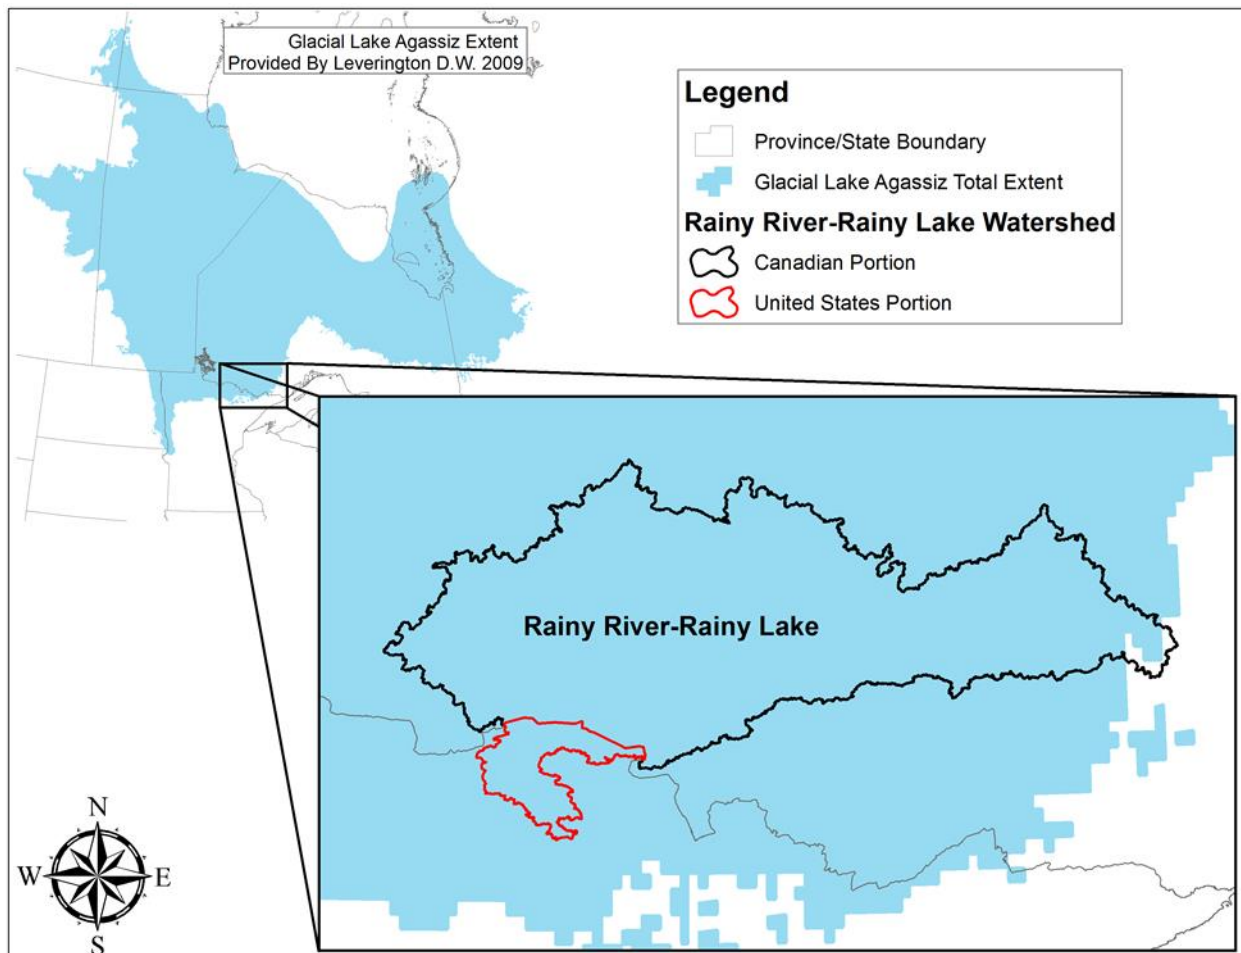 Glacial Lake Agassiz Extent
Provided By Leverington D.W. 2009
Legend
Province/State Boundary
Glacial Lake Agassiz Total Extent
Rainy River-Rainy Lake Watershed
Canadian Portion
United States Portion
Rainy River-Rainy Lake
N
W E
S